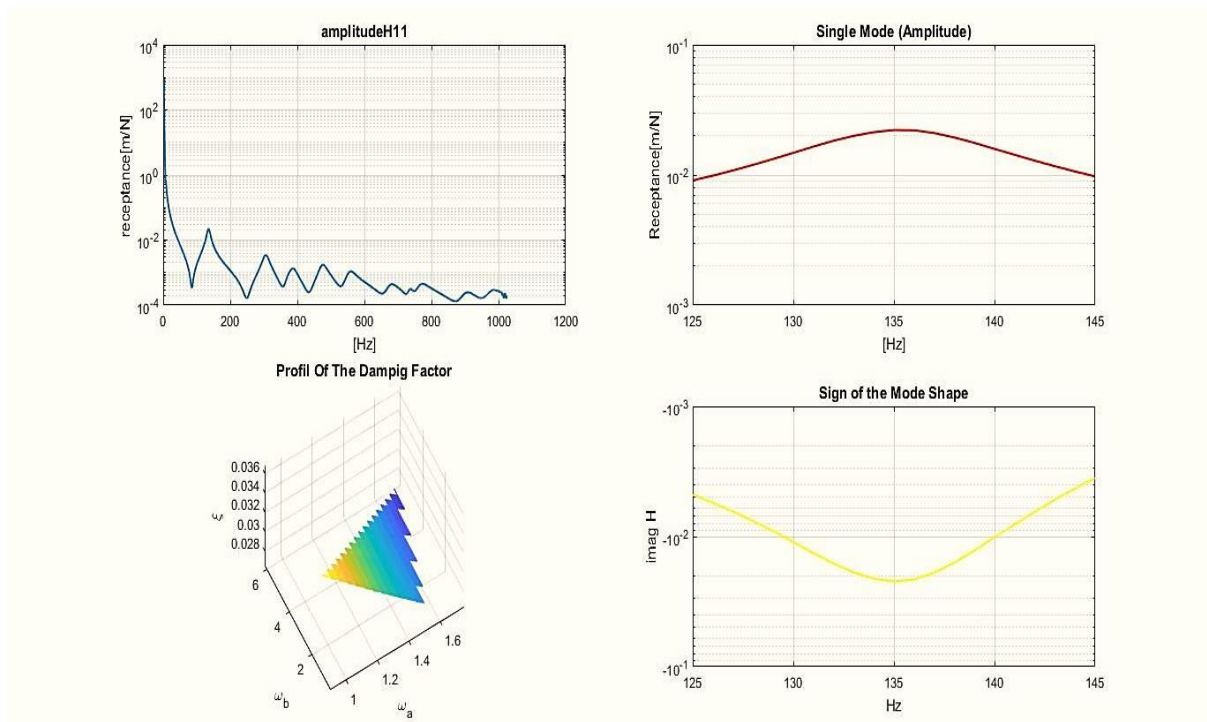 amplitudeH11
receptance[m/N]
10^4
10^2
10^0
10^-2
10^-4
0 200 400 600 800 1000 1200
[Hz]
Single Mode (Amplitude)
Receptance[m/N]
10^-1
10^-2
10^-3
125 130 135 140 145
[Hz]
Profil Of The Dampig Factor
ξ
0.036
0.034
0.032
0.03
0.028
6
4
2
ω_b
1 1.2 1.4 1.6
ω_a
Sign of the Mode Shape
imag H
-10^-3
-10^-2
-10^-1
125 130 135 140 145
Hz